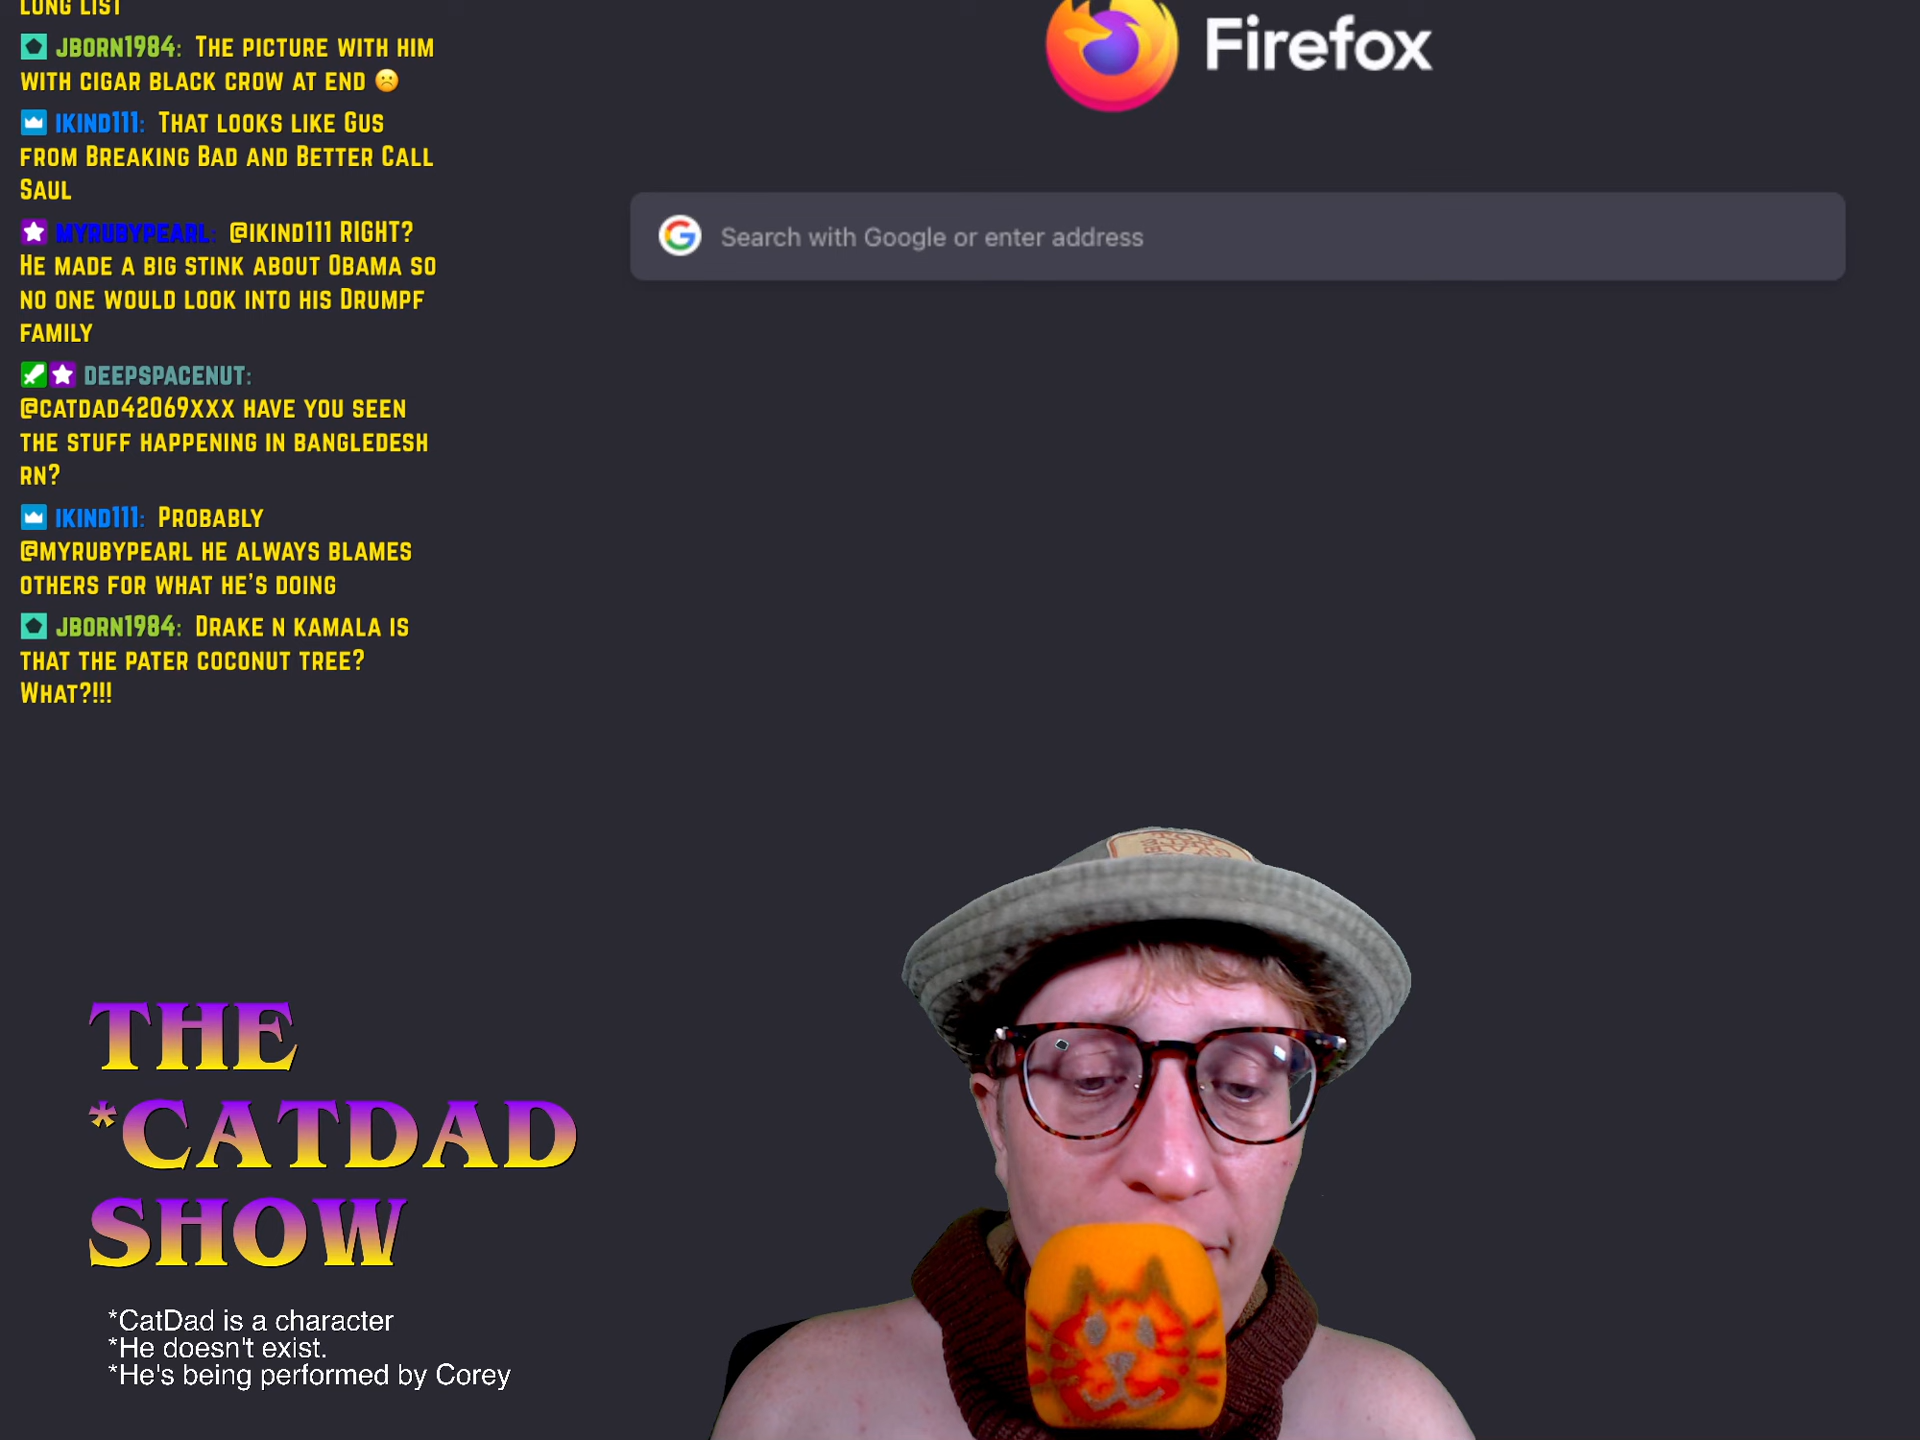 LONG LIST
JBORN1984: THE PICTURE WITH HIM
WITH CIGAR BLACK CROW AT END ☹️
IKIND111: THAT LOOKS LIKE GUS
FROM BREAKING BAD AND BETTER CALL
SAUL
MYRUBYPEARL: @IKIND111 RIGHT?
HE MADE A BIG STINK ABOUT OBAMA SO
NO ONE WOULD LOOK INTO HIS DRUMPF
FAMILY
DEEPSPACENUT:
@CATDAD42069XXX HAVE YOU SEEN
THE STUFF HAPPENING IN BANGLEDESH
RN?
IKIND111: PROBABLY
@MYRUBYPEARL HE ALWAYS BLAMES
OTHERS FOR WHAT HE'S DOING
JBORN1984: DRAKE N KAMALA IS
THAT THE PATER COCONUT TREE?
WHAT?!!!
Firefox
Search with Google or enter address
THE
*CATDAD
SHOW
*CatDad is a character
*He doesn't exist.
*He's being performed by Corey